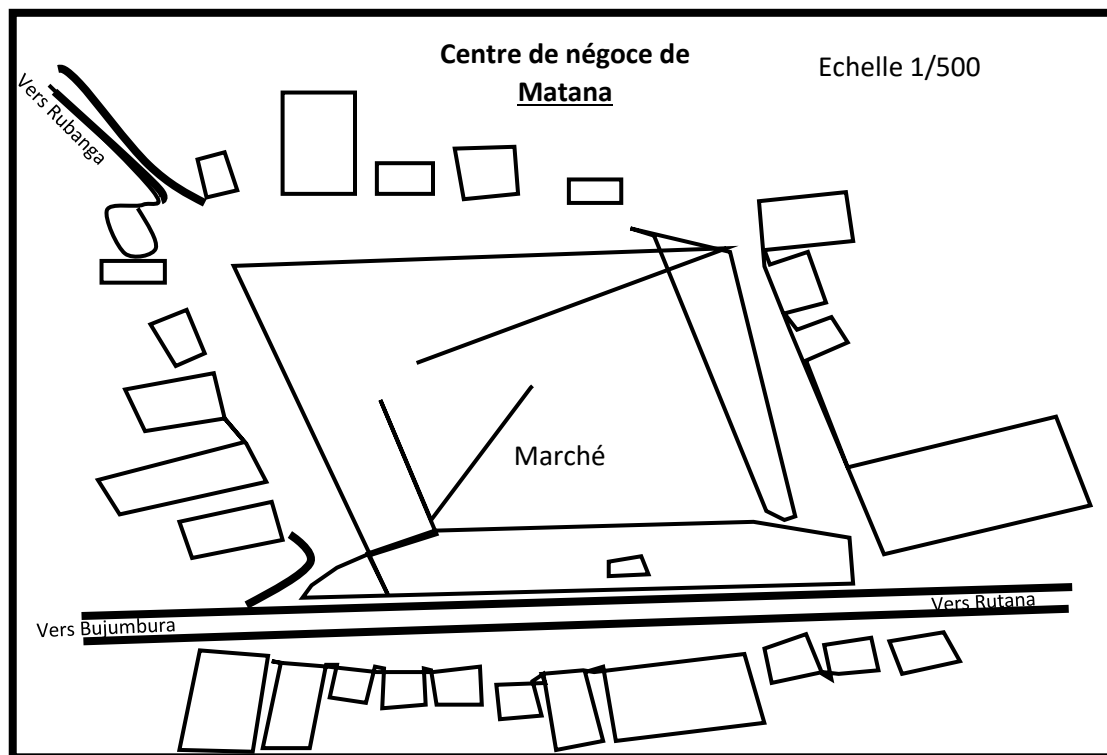 Centre de négoce de
Matana
Echelle 1/500
Vers Rubanga
Marché
Vers Rutana
Vers Bujumbura